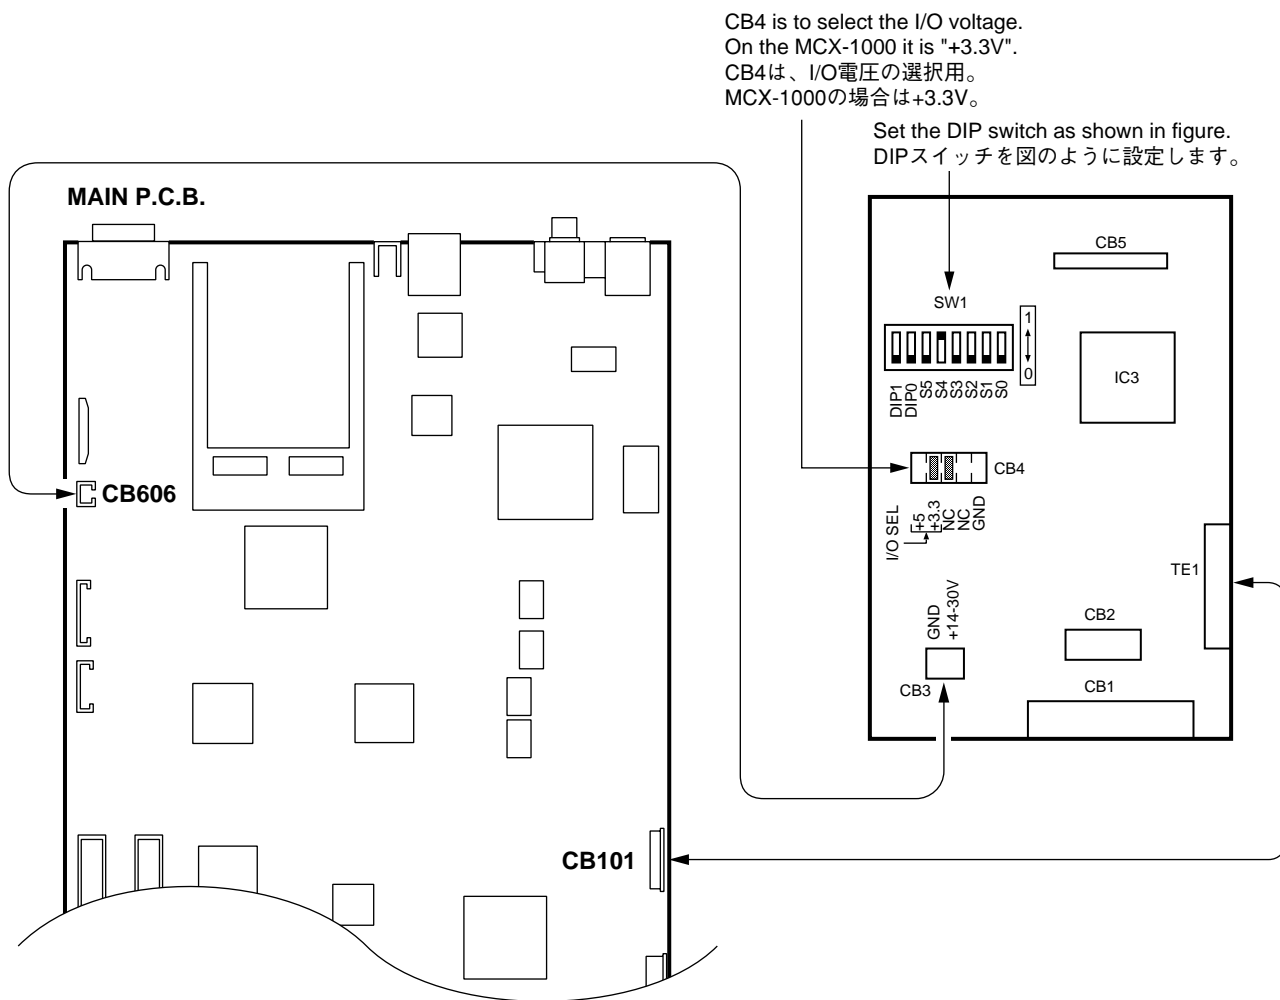 CB4 is to select the I/O voltage.
On the MCX-1000 it is "+3.3V".
CB4は、I/O電圧の選択用。
MCX-1000の場合は+3.3V。
Set the DIP switch as shown in figure.
DIPスイッチを図のように設定します。
MAIN P.C.B.
CB606
CB101
CB5
SW1
1
0
DIP1
DIP0
S5
S4
S3
S2
S1
S0
IC3
CB4
I/O SEL
+5
+3.3
NC
NC
GND
TE1
GND
+14-30V
CB2
CB3
CB1